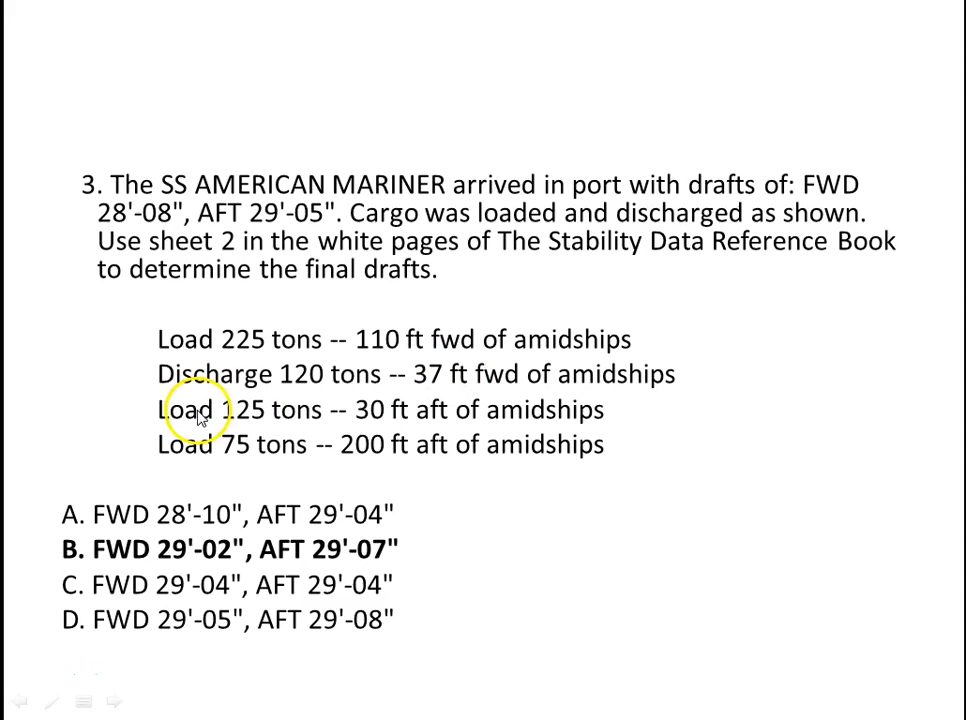 3. The SS AMERICAN MARINER arrived in port with drafts of: FWD
28'-08", AFT 29'-05". Cargo was loaded and discharged as shown.
Use sheet 2 in the white pages of The Stability Data Reference Book
to determine the final drafts.
Load 225 tons -- 110 ft fwd of amidships
Discharge 120 tons -- 37 ft fwd of amidships
Load 125 tons -- 30 ft aft of amidships
Load 75 tons -- 200 ft aft of amidships
A. FWD 28'-10", AFT 29'-04"
B. FWD 29'-02", AFT 29'-07"
C. FWD 29'-04", AFT 29'-04"
D. FWD 29'-05", AFT 29'-08"